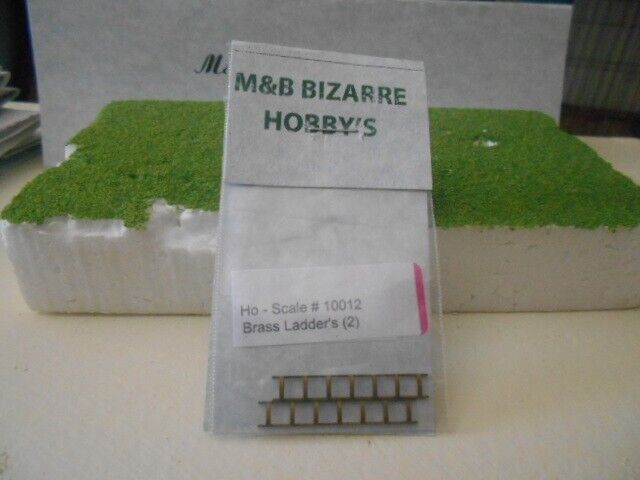 M&B BIZARRE
HOBBY'S
Ho - Scale # 10012
Brass Ladder's (2)